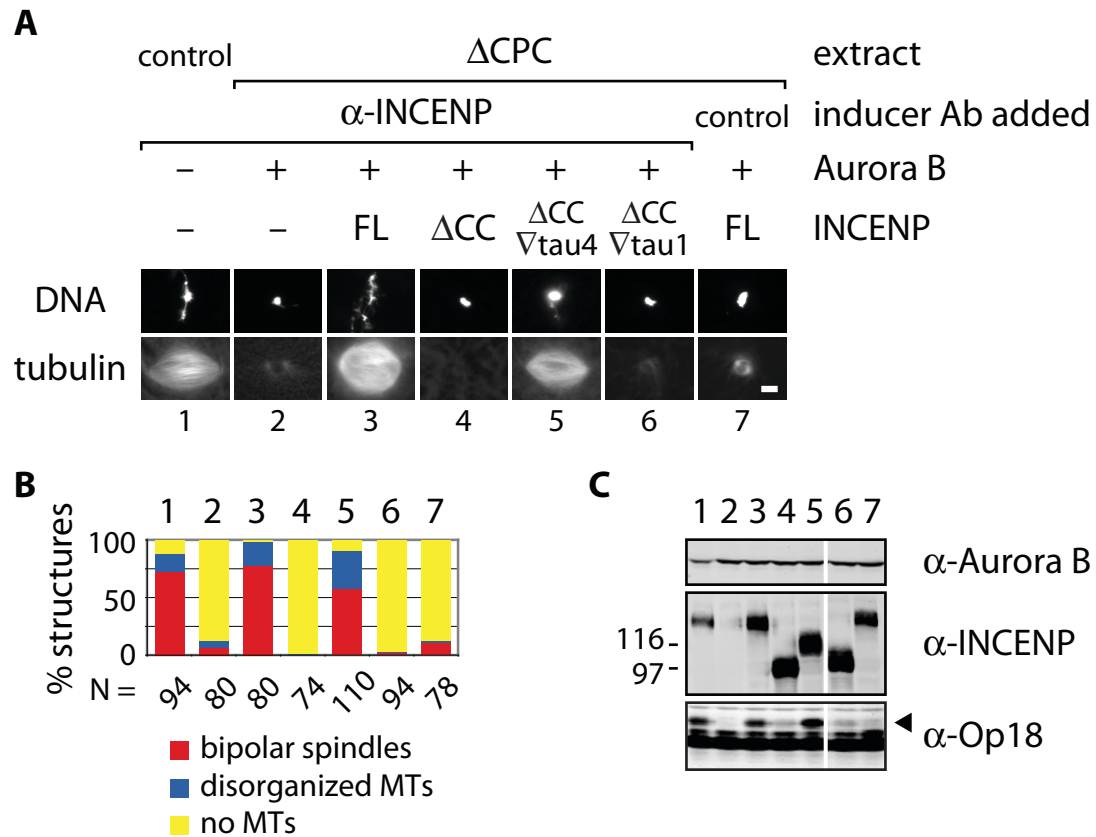 A
control ΔCPC extract
α-INCENP control inducer Ab added
– + + + + + + Aurora B
– – FL ΔCC ΔCC ∇tau4 ΔCC ∇tau1 FL INCENP
DNA
tubulin
1 2 3 4 5 6 7
B
1 2 3 4 5 6 7
% structures
100
50
0
N = 94 80 80 74 110 94 78
bipolar spindles
disorganized MTs
no MTs
C
1 2 3 4 5 6 7
α-Aurora B
116
97
α-INCENP
α-Op18